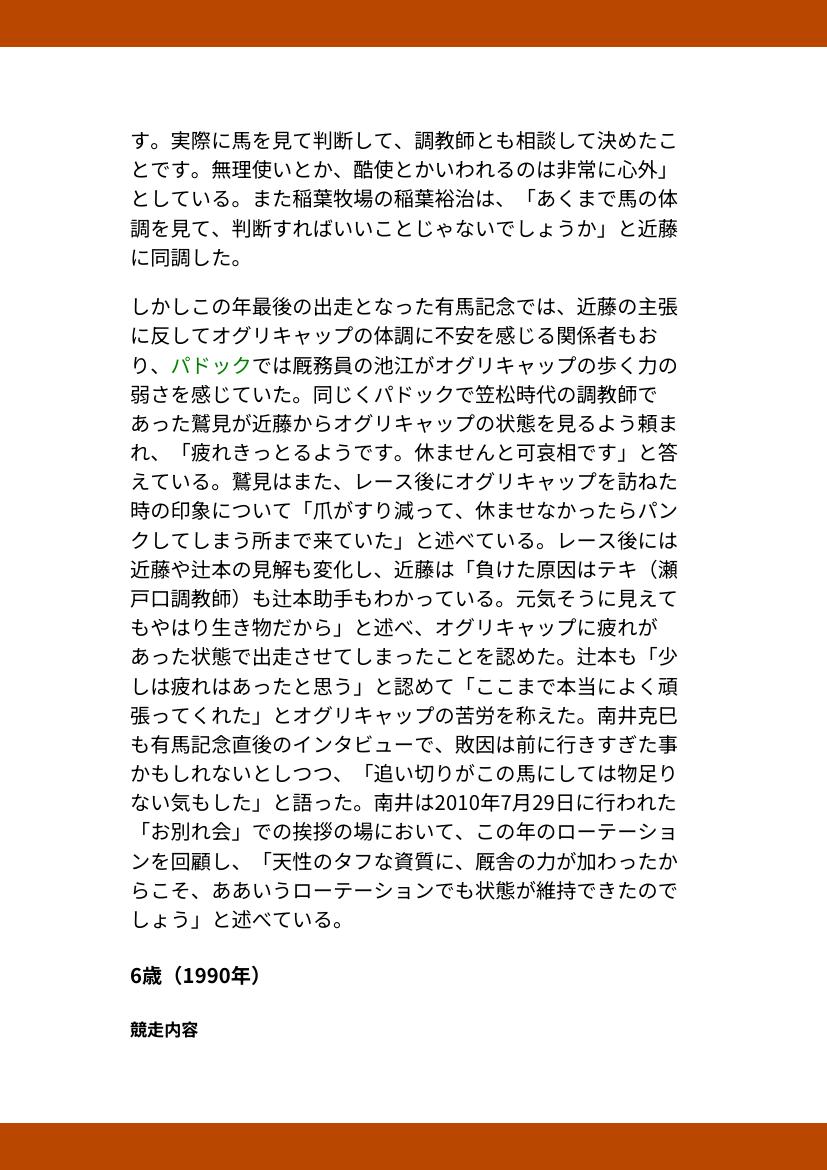 す。実際に馬を見て判断して、調教師とも相談して決めたこ
とです。無理使いとか、酷使とかいわれるのは非常に心外」
としている。また稲葉牧場の稲葉裕治は、「あくまで馬の体
調を見て、判断すればいいことじゃないでしょうか」と近藤
に同調した。
しかしこの年最後の出走となった有馬記念では、近藤の主張
に反してオグリキャップの体調に不安を感じる関係者もお
り、パドックでは厩務員の池江がオグリキャップの歩く力の
弱さを感じていた。同じくパドックで笠松時代の調教師で
あった鷲見が近藤からオグリキャップの状態を見るよう頼ま
れ、「疲れきっとるようです。休ませんと可哀相です」と答
えている。鷲見はまた、レース後にオグリキャップを訪ねた
時の印象について「爪がすり減って、休ませなかったらパン
クしてしまう所まで来ていた」と述べている。レース後には
近藤や辻本の見解も変化し、近藤は「負けた原因はテキ（瀬
戸口調教師）も辻本助手もわかっている。元気そうに見えて
もやはり生き物だから」と述べ、オグリキャップに疲れが
あった状態で出走させてしまったことを認めた。辻本も「少
しは疲れはあったと思う」と認めて「ここまで本当によく頑
張ってくれた」とオグリキャップの苦労を称えた。南井克巳
も有馬記念直後のインタビューで、敗因は前に行きすぎた事
かもしれないとしつつ、「追い切りがこの馬にしては物足り
ない気もした」と語った。南井は2010年7月29日に行われた
「お別れ会」での挨拶の場において、この年のローテーショ
ンを回顧し、「天性のタフな資質に、厩舎の力が加わったか
らこそ、ああいうローテーションでも状態が維持できたので
しょう」と述べている。
6歳（1990年）
競走内容